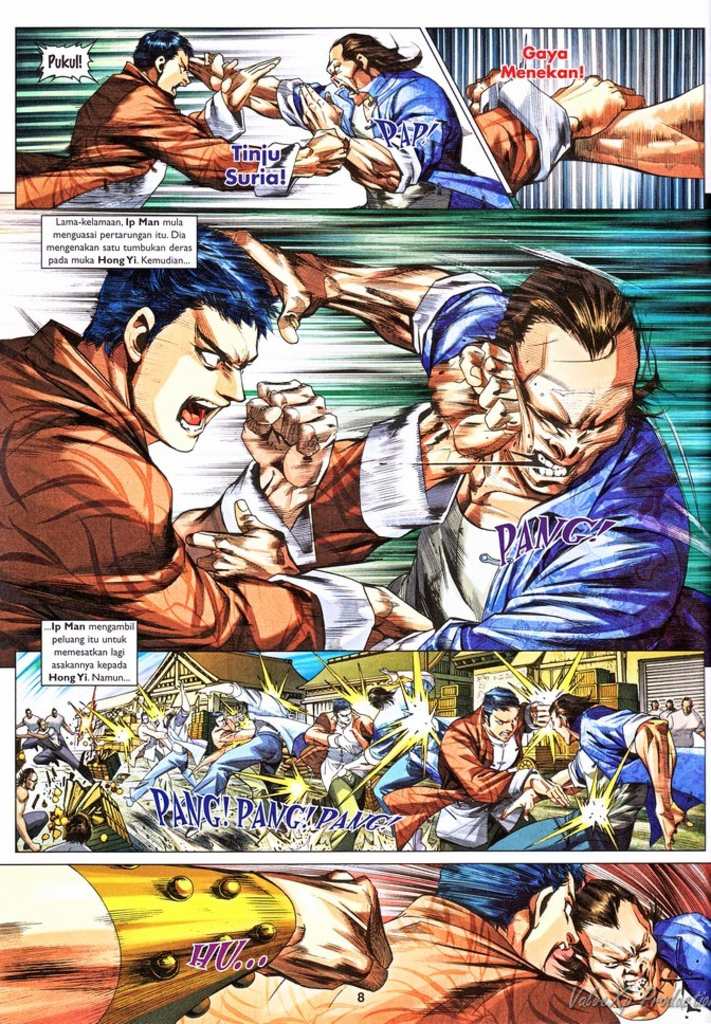 Pukul!
Tinju
Suria!
PAP!
Gaya
Menekan!
Lama-kelamaan, Ip Man mula
menguasai pertarungan itu. Dia
mengenakan satu tumbukan deras
pada muka Hong Yi. Kemudian...
PANG!
...Ip Man mengambil
peluang itu untuk
memesatkan lagi
asakannya kepada
Hong Yi. Namun...
PANG! PANG! PANG!
HU...
8